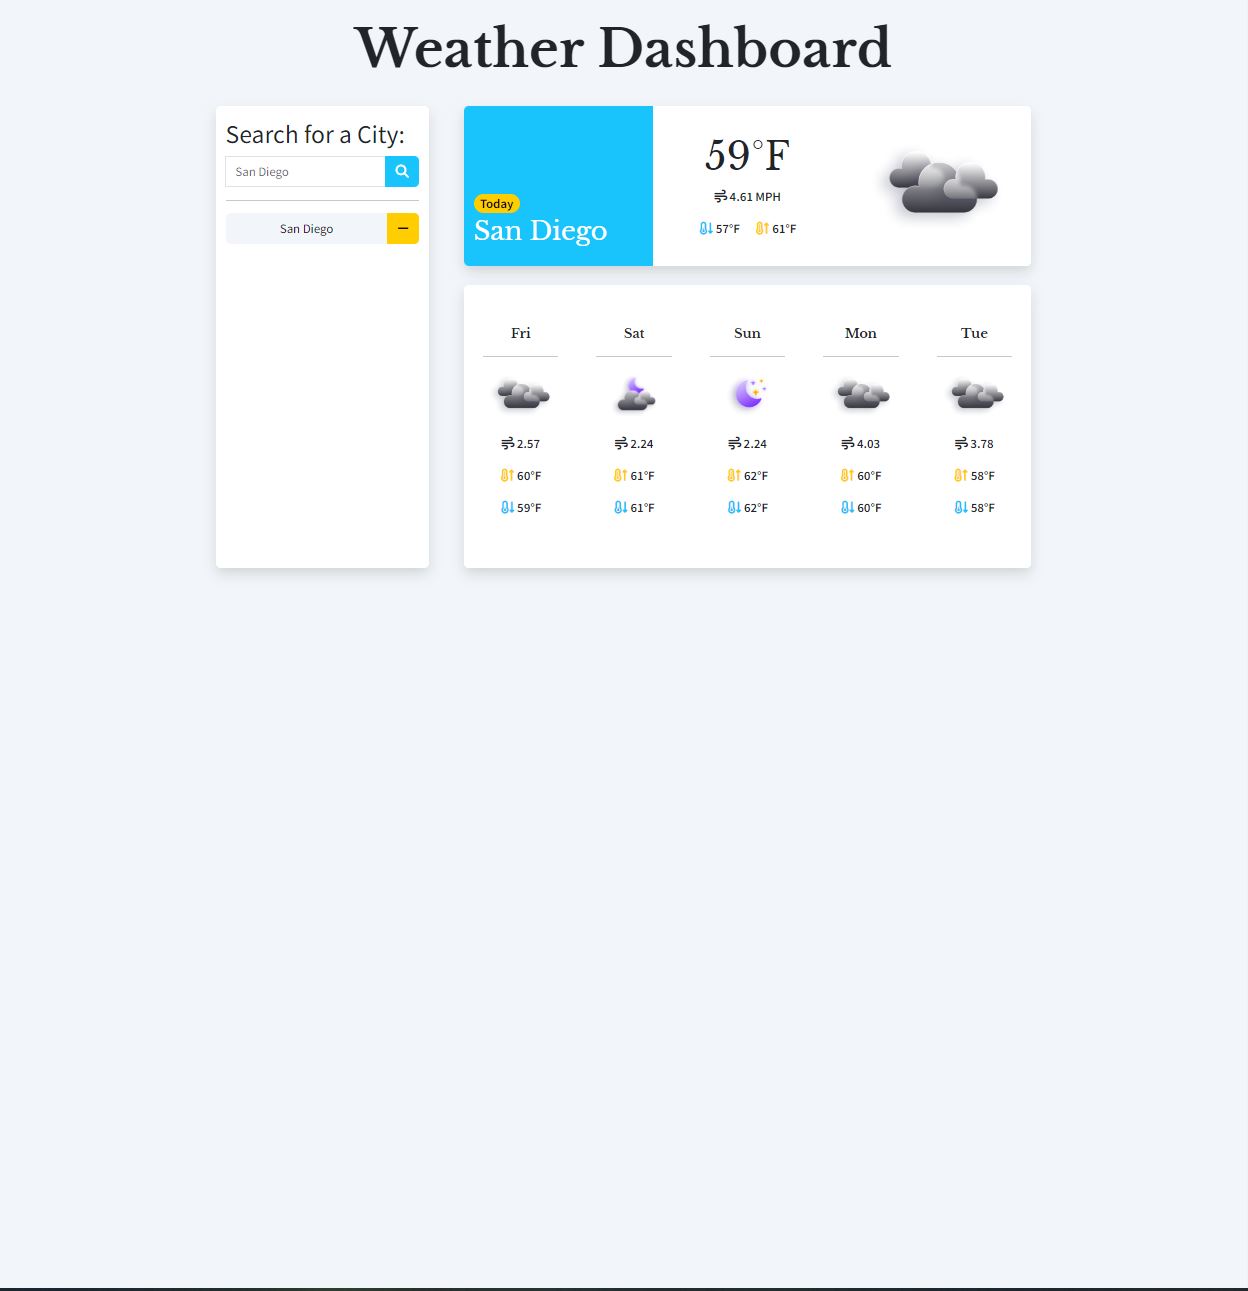 Weather Dashboard
Search for a City:
San Diego
San Diego
Today
San Diego
59°F
4.61 MPH
57°F 61°F
Fri Sat Sun Mon Tue
2.57 2.24 2.24 4.03 3.78
60°F 61°F 62°F 60°F 58°F
59°F 61°F 62°F 60°F 58°F